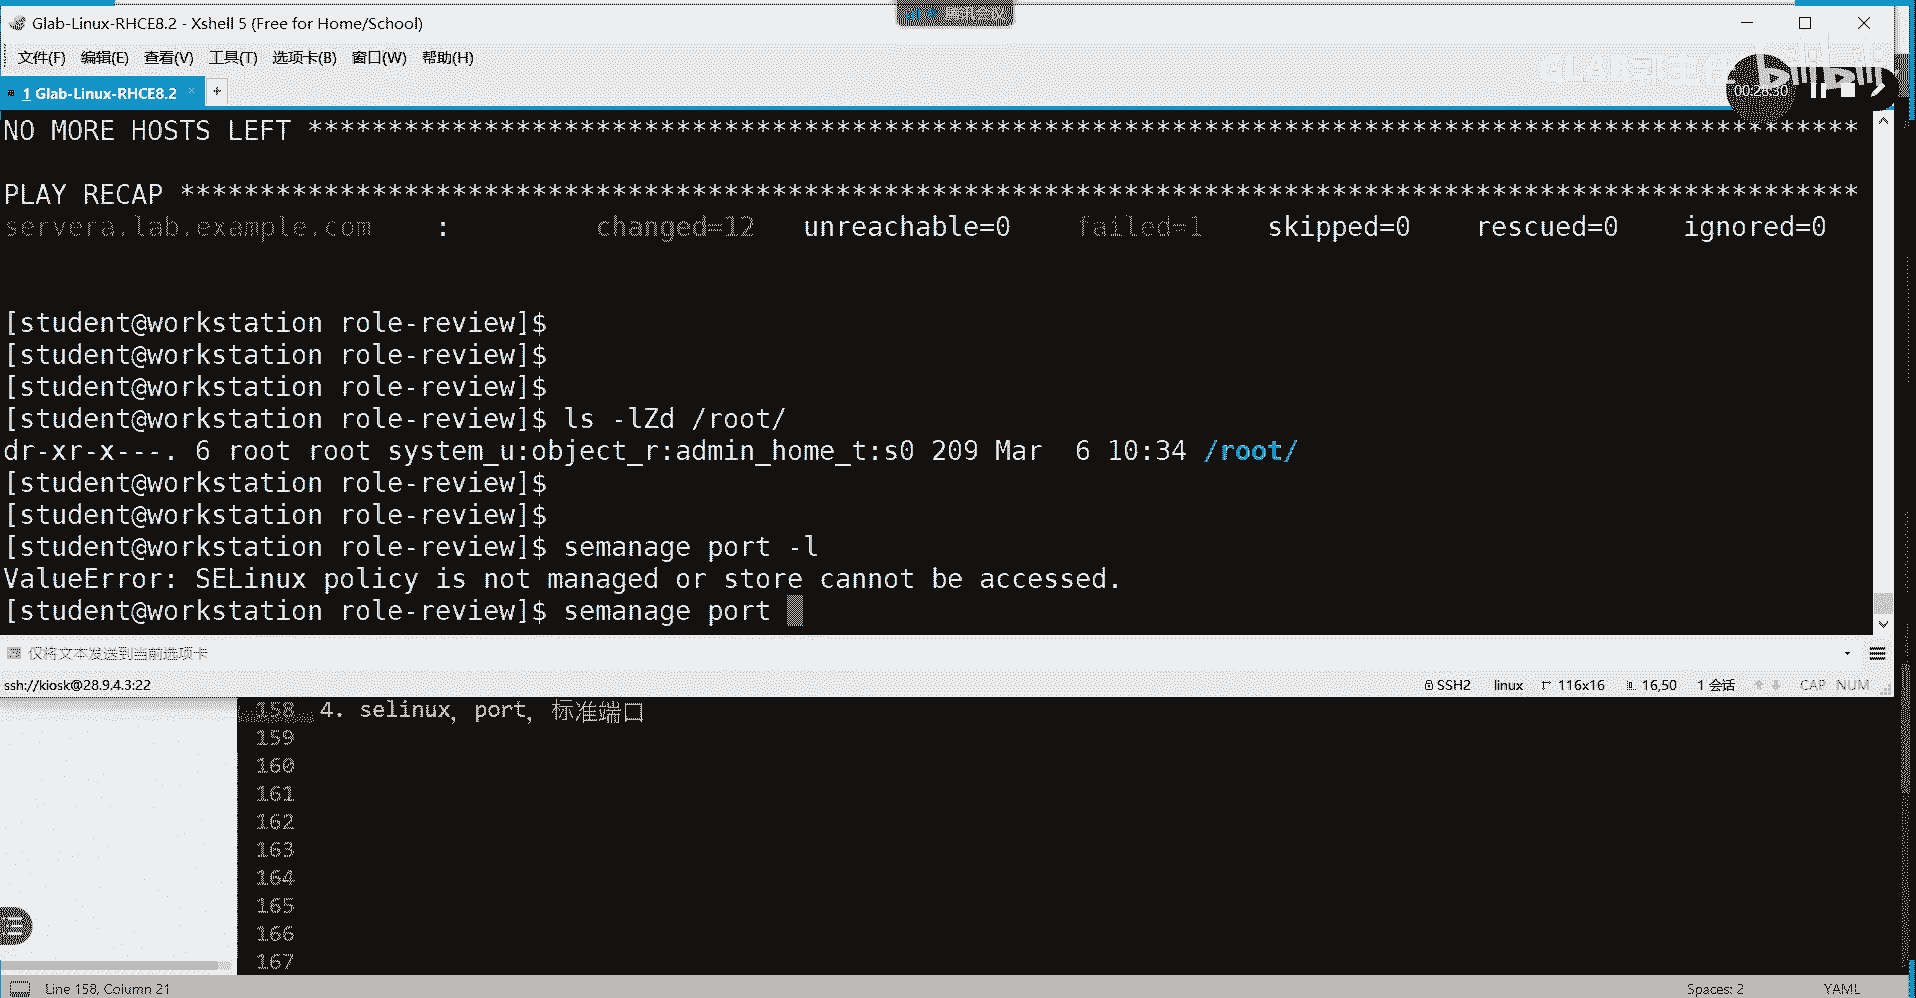 Glab-Linux-RHCE8.2 - Xshell 5 (Free for Home/School)
文件(F) 编辑(E) 查看(V) 工具(T) 选项卡(B) 窗口(W) 帮助(H)
1 Glab-Linux-RHCE8.2
00:28:30
NO MORE HOSTS LEFT *************************************************************************************************
PLAY RECAP *********************************************************************************************************
servera.lab.example.com : changed=12 unreachable=0 failed=1 skipped=0 rescued=0 ignored=0
[student@workstation role-review]$
[student@workstation role-review]$
[student@workstation role-review]$
[student@workstation role-review]$ ls -lZd /root/
dr-xr-x---. 6 root root system_u:object_r:admin_home_t:s0 209 Mar  6 10:34 /root/
[student@workstation role-review]$
[student@workstation role-review]$
[student@workstation role-review]$ semanage port -l
ValueError: SELinux policy is not managed or store cannot be accessed.
[student@workstation role-review]$ semanage port
仅将文本发送到当前选项卡
ssh://kiosk@28.9.4.3:22 SSH2 linux 116x16 16,50 1 会话 CAP NUM
158 4. selinux, port, 标准端口
159
160
161
162
163
164
165
166
167
Line 158, Column 21 Spaces: 2 YAML